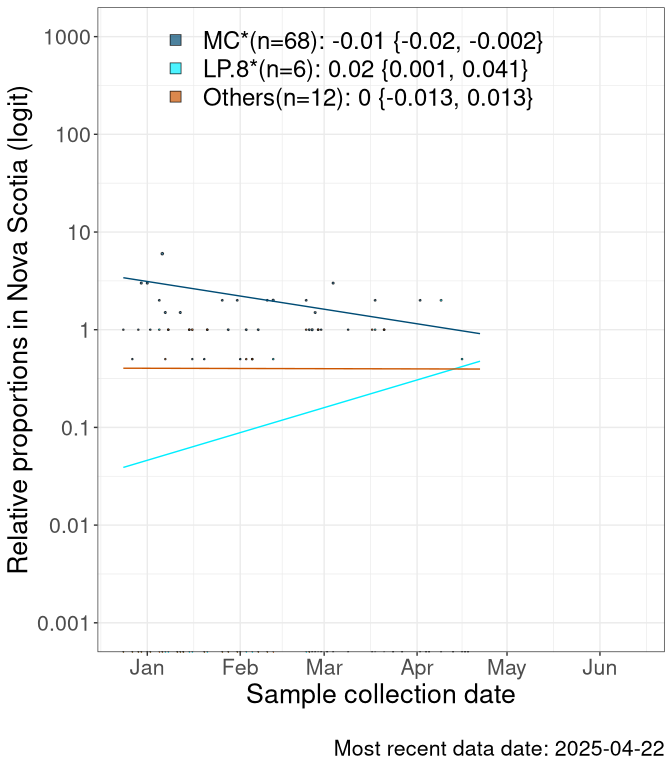 MC*(n=68): -0.01 {-0.02, -0.002}
LP.8*(n=6): 0.02 {0.001, 0.041}
Others(n=12): 0 {-0.013, 0.013}
Relative proportions in Nova Scotia (logit)
1000
100
10
1
0.1
0.01
0.001
Jan Feb Mar Apr May Jun
Sample collection date
Most recent data date: 2025-04-22